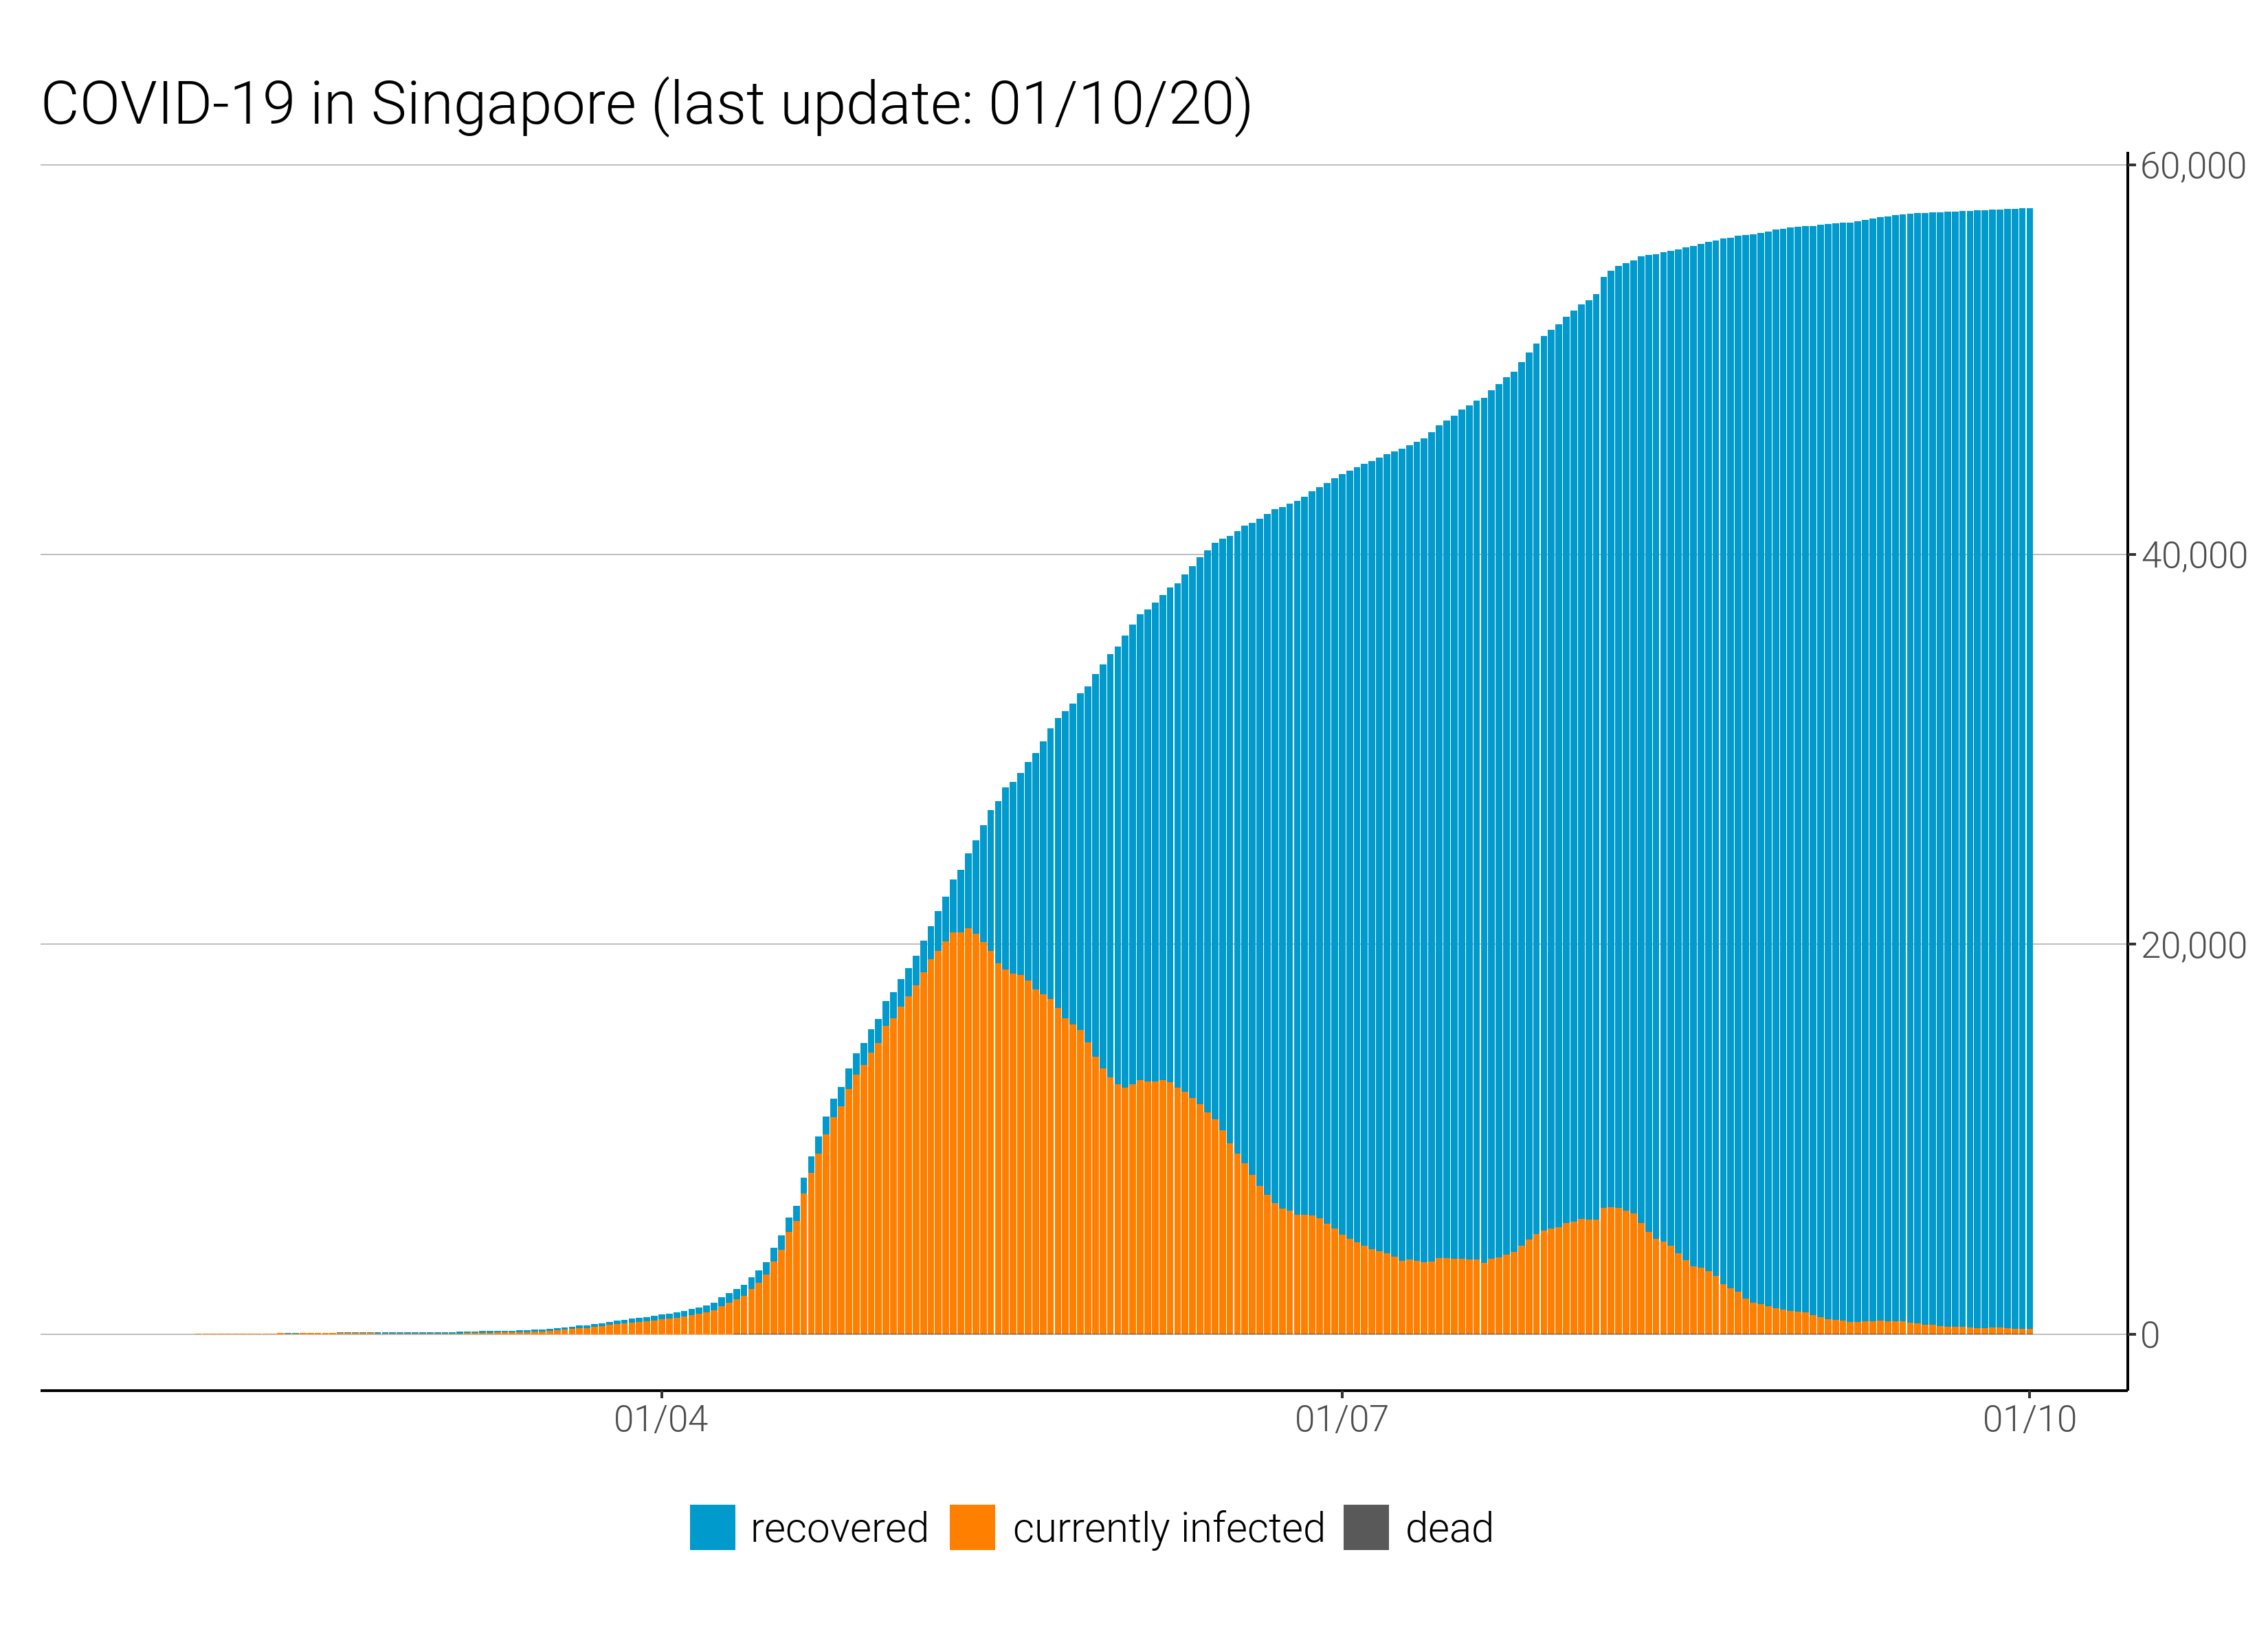 COVID-19 in Singapore (last update: 01/10/20)
60,000
40,000
20,000
0
01/04 01/07 01/10
recovered currently infected dead